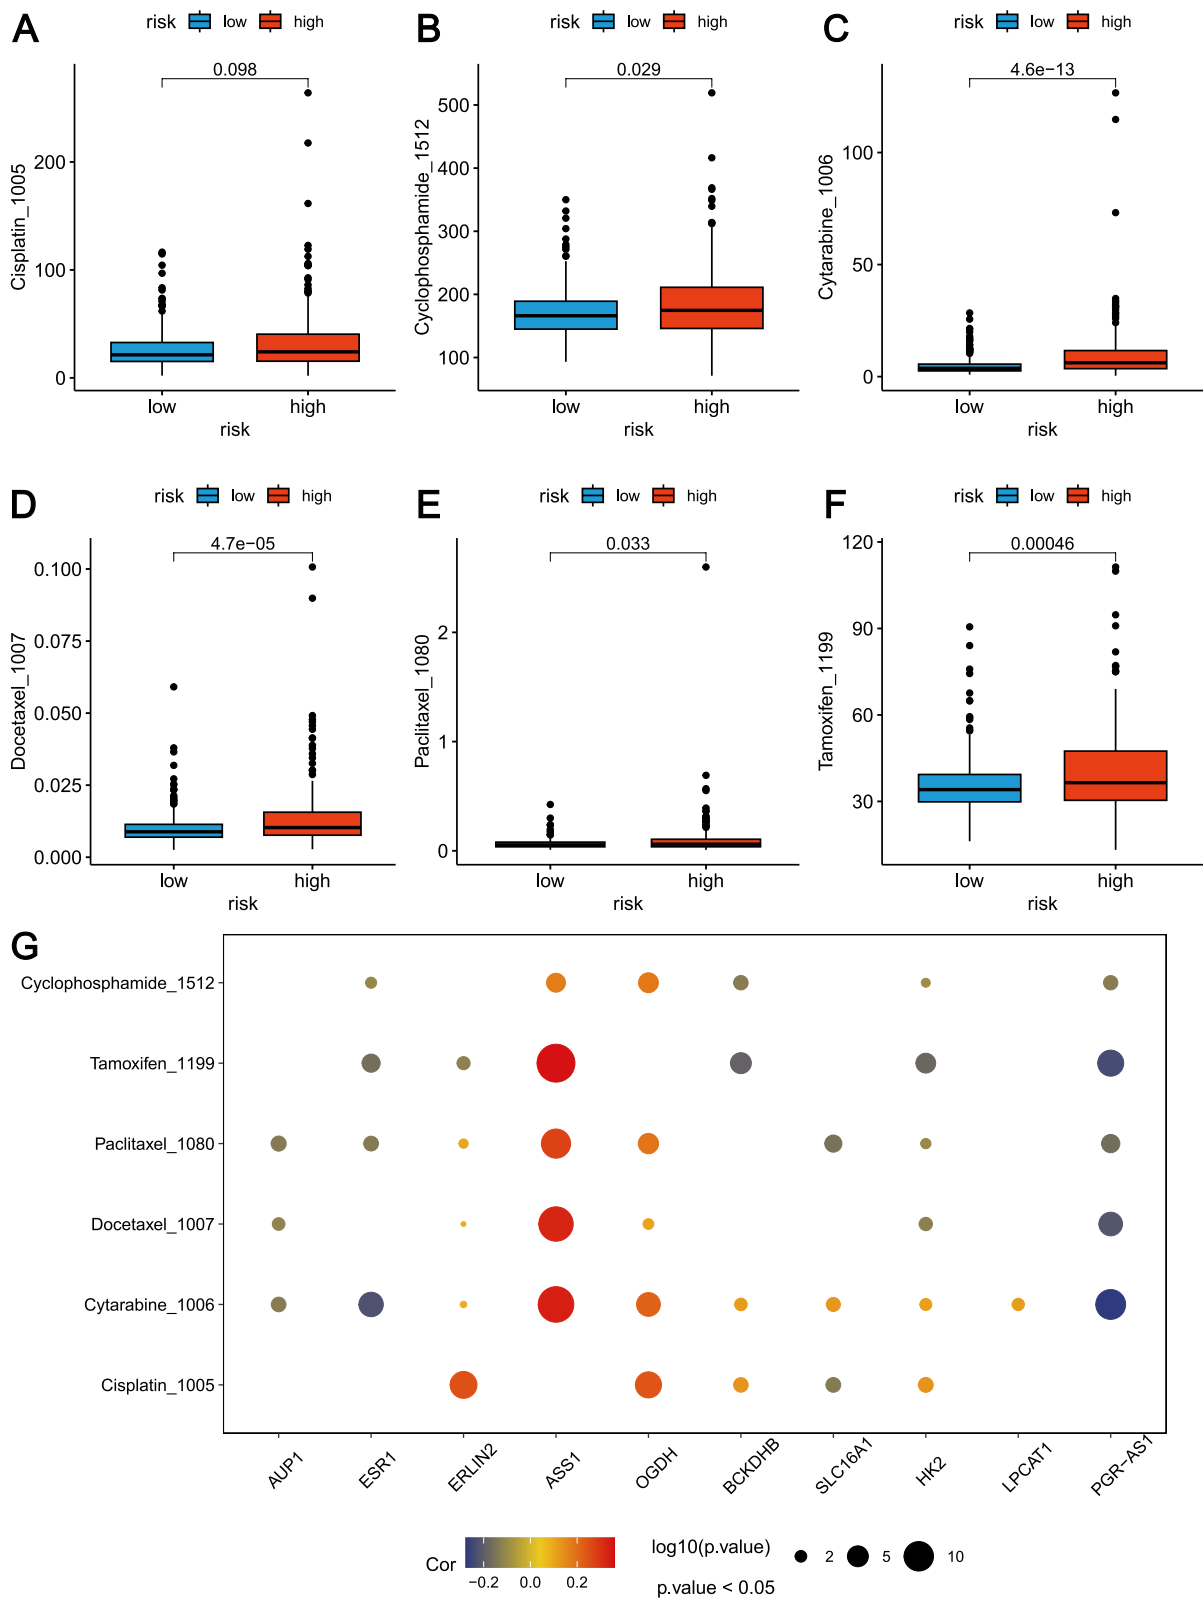 A
risk low high
0.098
Cisplatin_1005
200
100
0
low high
risk
B
risk low high
0.029
Cyclophosphamide_1512
500
400
300
200
100
low high
risk
C
risk low high
4.6e−13
Cytarabine_1006
100
50
0
low high
risk
D
risk low high
4.7e−05
Docetaxel_1007
0.100
0.075
0.050
0.025
0.000
low high
risk
E
risk low high
0.033
Paclitaxel_1080
2
1
0
low high
risk
F
risk low high
0.00046
Tamoxifen_1199
120
90
60
30
low high
risk
G
Cyclophosphamide_1512
Tamoxifen_1199
Paclitaxel_1080
Docetaxel_1007
Cytarabine_1006
Cisplatin_1005
AUP1 ESR1 ERLIN2 ASS1 OGDH BCKDHB SLC16A1 HK2 LPCAT1 PGR−AS1
Cor −0.2 0.0 0.2
log10(p.value) 2 5 10
p.value < 0.05